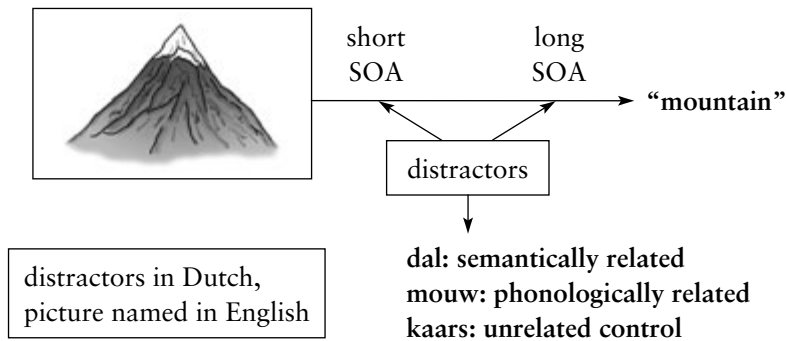 short
SOA
long
SOA
“mountain”
distractors
dal: semantically related
mouw: phonologically related
kaars: unrelated control
distractors in Dutch,
picture named in English